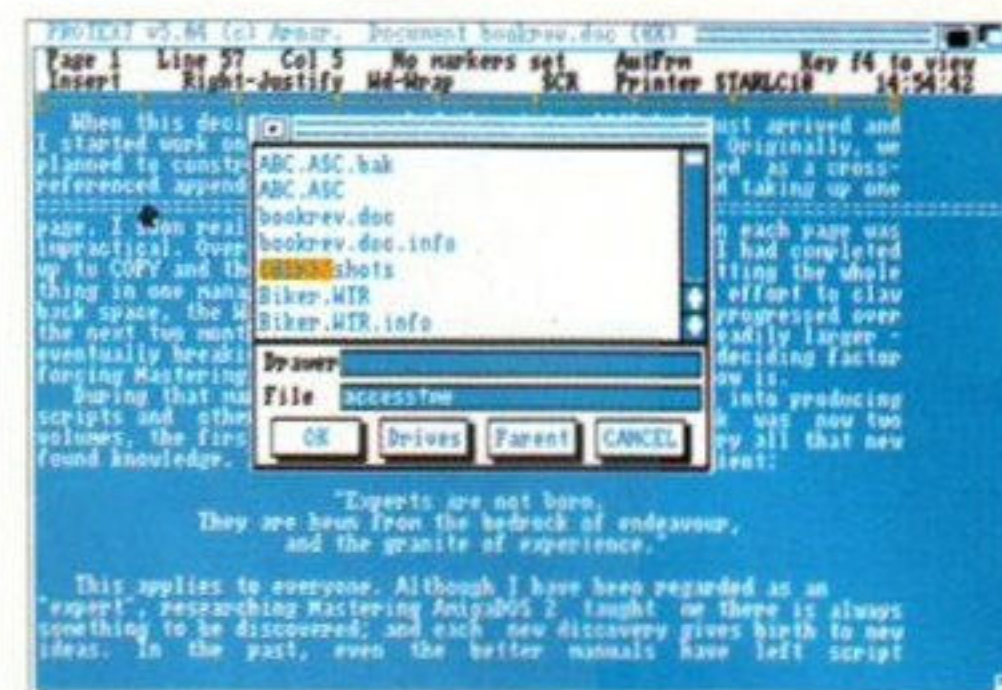 PROTEXT v5.04 (c) Arnor. Document bookrev.doc (8K)
Page 1 Line 57 Col 5 No markers set AutFrm Key f4 to view
Insert Right-Justify Wd-Wrap SCR Printer STARLC10 14:54:42
When this deci ust arrived and
I started work on Originally, we
planned to constr ed as a cross-
referenced append d taking up one
page, I soon real n each page was
impractical. Over I had completed
up to COPY and th tting the whole
thing in one man effort to claw
back space, the progressed over
the next two mont eadily larger -
eventually breaki deciding factor
forcing Mastering ow is.
During that into producing
scripts and othe k was now two
volumes, the firs ey all that new
found knowledge. ient:
ABC.ASC.bak
ABC.ASC
bookrev.doc
bookrev.doc.info
shots
Biker.WTR
Biker.WTR.info
Drawer
File accesstme
OK Drives Parent CANCEL
"Experts are not born,
They are hewn from the bedrock of endeavour,
and the granite of experience."
This applies to everyone. Although I have been regarded as an
"expert", researching Mastering AmigaDOS 2 taught me there is always
something to be discovered; and each new discovery gives birth to new
ideas. In the past, even the better manuals have left script